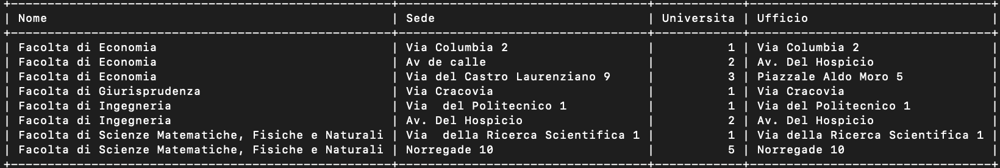 +----------------------------------------------------+----------------------------------+--------------+---------------------------------+
| Nome                                               | Sede                             | Universita | Ufficio                         |
+----------------------------------------------------+----------------------------------+--------------+---------------------------------+
| Facolta di Economia                                | Via Columbia 2                   |          1 | Via Columbia 2                  |
| Facolta di Economia                                | Av de calle                      |          2 | Av. Del Hospicio                |
| Facolta di Economia                                | Via del Castro Laurenziano 9     |          3 | Piazzale Aldo Moro 5            |
| Facolta di Giurisprudenza                          | Via Cracovia                     |          1 | Via Cracovia                    |
| Facolta di Ingegneria                              | Via  del Politecnico 1           |          1 | Via del Politecnico 1           |
| Facolta di Ingegneria                              | Av. Del Hospicio                 |          2 | Av. Del Hospicio                |
| Facolta di Scienze Matematiche, Fisiche e Naturali | Via  della Ricerca Scientifica 1 |          1 | Via della Ricerca Scientifica 1 |
| Facolta di Scienze Matematiche, Fisiche e Naturali | Norregade 10                     |          5 | Norregade 10                    |
+----------------------------------------------------+----------------------------------+--------------+---------------------------------+